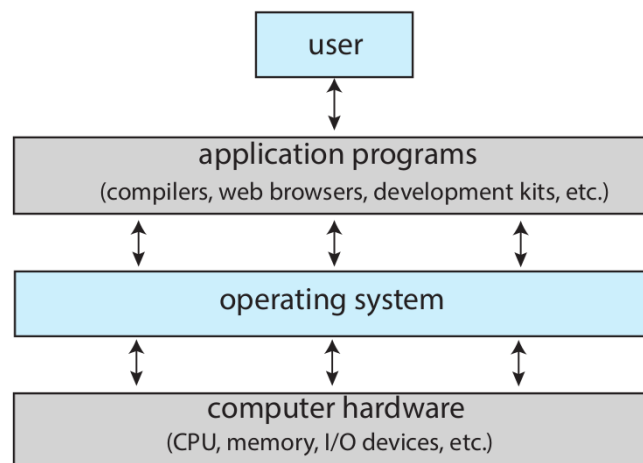 user
application programs
(compilers, web browsers, development kits, etc.)
operating system
computer hardware
(CPU, memory, I/O devices, etc.)